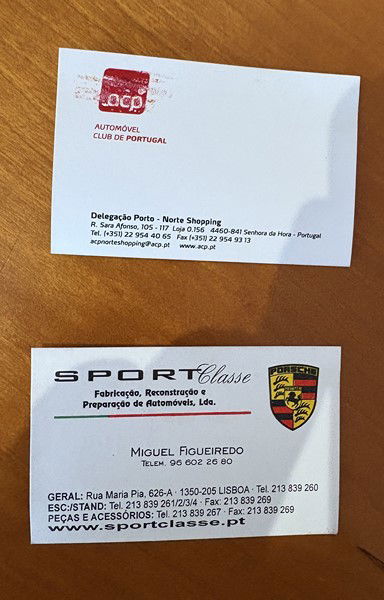 acp
AUTOMÓVEL
CLUB DE PORTUGAL
Delegação Porto - Norte Shopping
R. Sara Afonso, 105 - 117 Loja 0.156 4460-841 Senhora da Hora - Portugal
Tel. (+351) 22 954 40 65 Fax (+351) 22 954 93 13
acpnorteshopping@acp.pt www.acp.pt
SPORTClasse
Fabricação, Reconstrução e
Preparação de Automóveis, Lda.
PORSCHE
MIGUEL FIGUEIREDO
TELEM. 96 602 26 80
GERAL: Rua Maria Pia, 626-A · 1350-205 LISBOA · Tel. 213 839 260
ESC:/STAND: Tel. 213 839 261/2/3/4 · Fax: 213 839 269
PEÇAS E ACESSÓRIOS: Tel. 213 839 267 · Fax: 213 839 269
www.sportclasse.pt